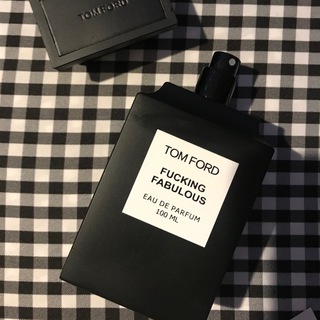 TOM FORD
TOM FORD
FUCKING
FABULOUS
EAU DE PARFUM
100 ML